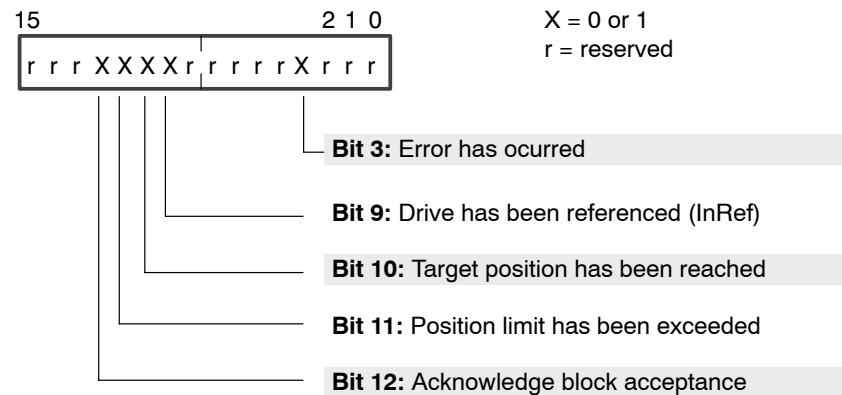 15 2 1 0 X = 0 or 1
r = reserved
r r r X X X X r r r r r X r r r
Bit 3: Error has ocurred
Bit 9: Drive has been referenced (InRef)
Bit 10: Target position has been reached
Bit 11: Position limit has been exceeded
Bit 12: Acknowledge block acceptance